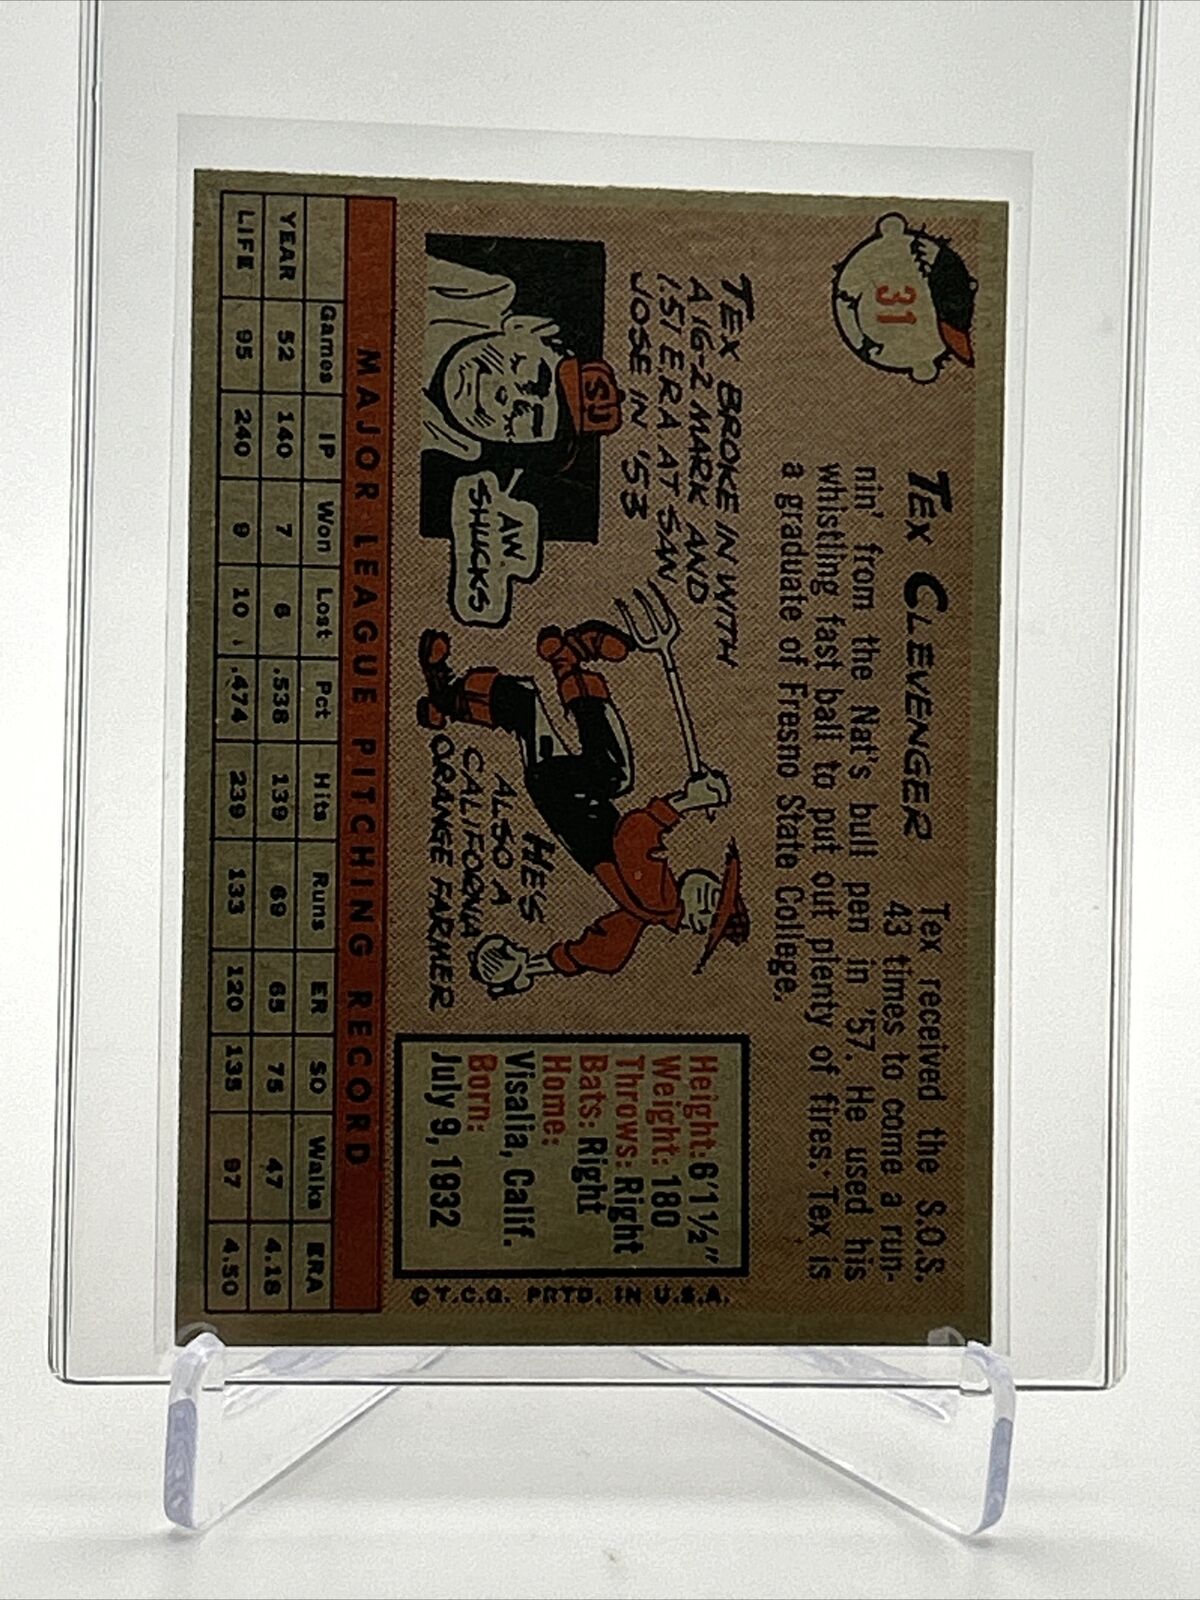 31
TEX CLEVENGER
Tex received the S.O.S.
43 times to come a run-
nin' from the Nat's bull pen in '57. He used his
whistling fast ball to put out plenty of fires. Tex is
a graduate of Fresno State College.
TEX BROKE IN WITH
A 16-2 MARK AND
1.51 ERA AT SAN
JOSE IN '53
SJ
AW
SHUCKS
HE'S
ALSO A
CALIFORNIA
ORANGE FARMER
Height: 6'1½"
Weight: 180
Throws: Right
Bats: Right
Home:
Visalia, Calif.
Born:
July 9, 1932
© T.C.G. PRTD. IN U.S.A.
MAJOR LEAGUE PITCHING RECORD
Games IP Won Lost Pct Hits Runs ER SO Walks ERA
YEAR 52 140 7 6 .538 139 69 65 75 47 4.18
LIFE 95 240 9 10 .474 239 133 120 135 97 4.50